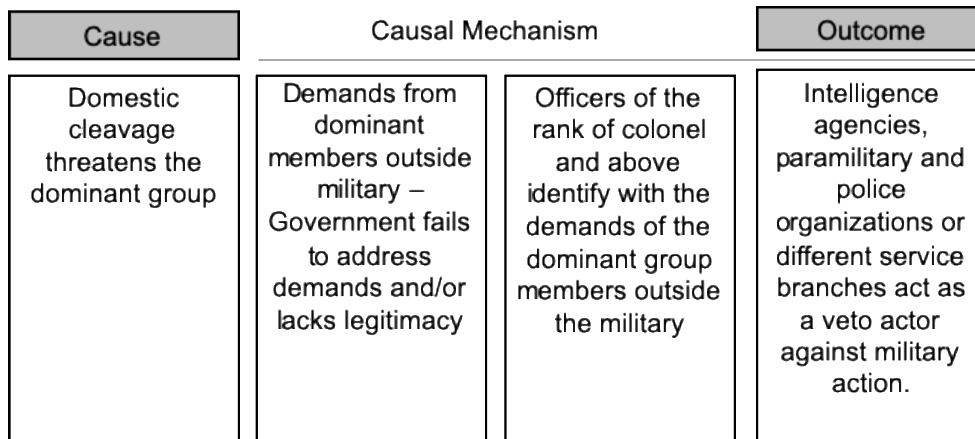 Cause
Causal Mechanism
Outcome
Domestic
cleavage
threatens the
dominant group
Demands from
dominant
members outside
military –
Government fails
to address
demands and/or
lacks legitimacy
Officers of the
rank of colonel
and above
identify with the
demands of the
dominant group
members outside
the military
Intelligence
agencies,
paramilitary and
police
organizations or
different service
branches act as
a veto actor
against military
action.